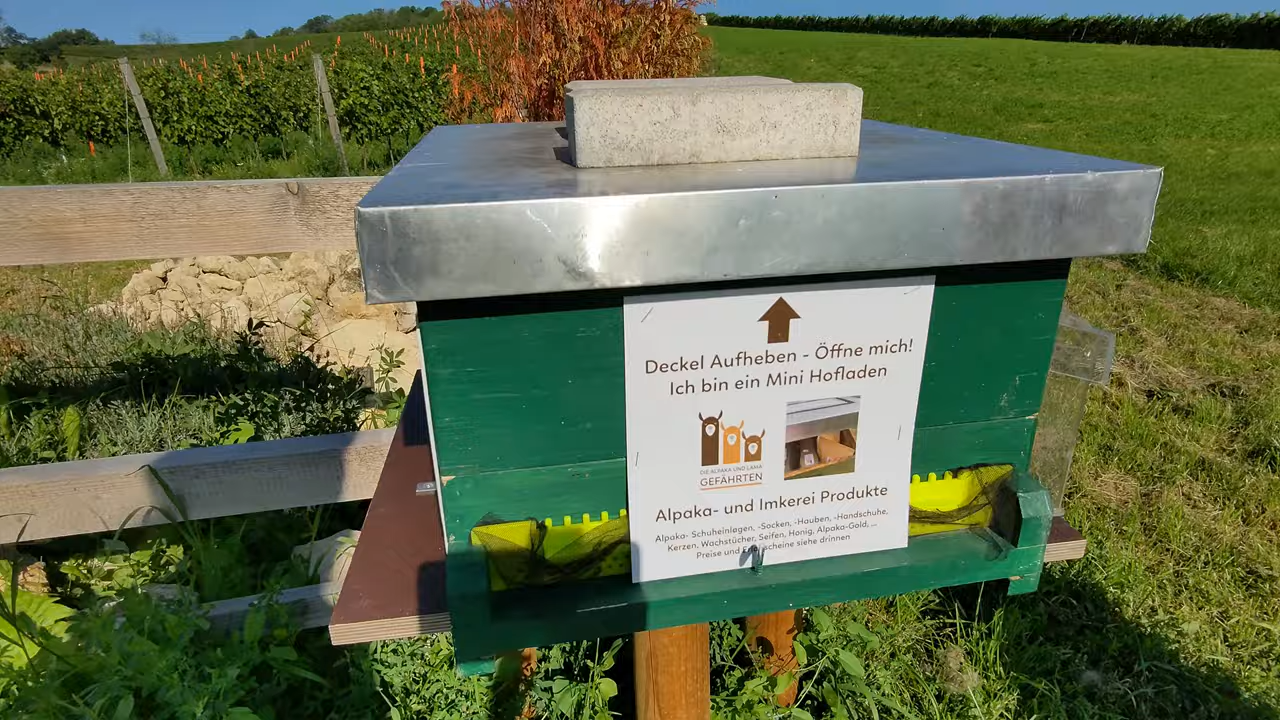 Deckel Aufheben - Öffne mich!
Ich bin ein Mini Hofladen
DIE ALPAKA UND LAMA
GEFÄHRTEN
Alpaka- und Imkerei Produkte
Alpaka- Schuheinlagen, -Socken, -Hauben, -Handschuhe,
Kerzen, Wachstücher, Seifen, Honig, Alpaka-Gold, ...
Preise und siehe drinnen